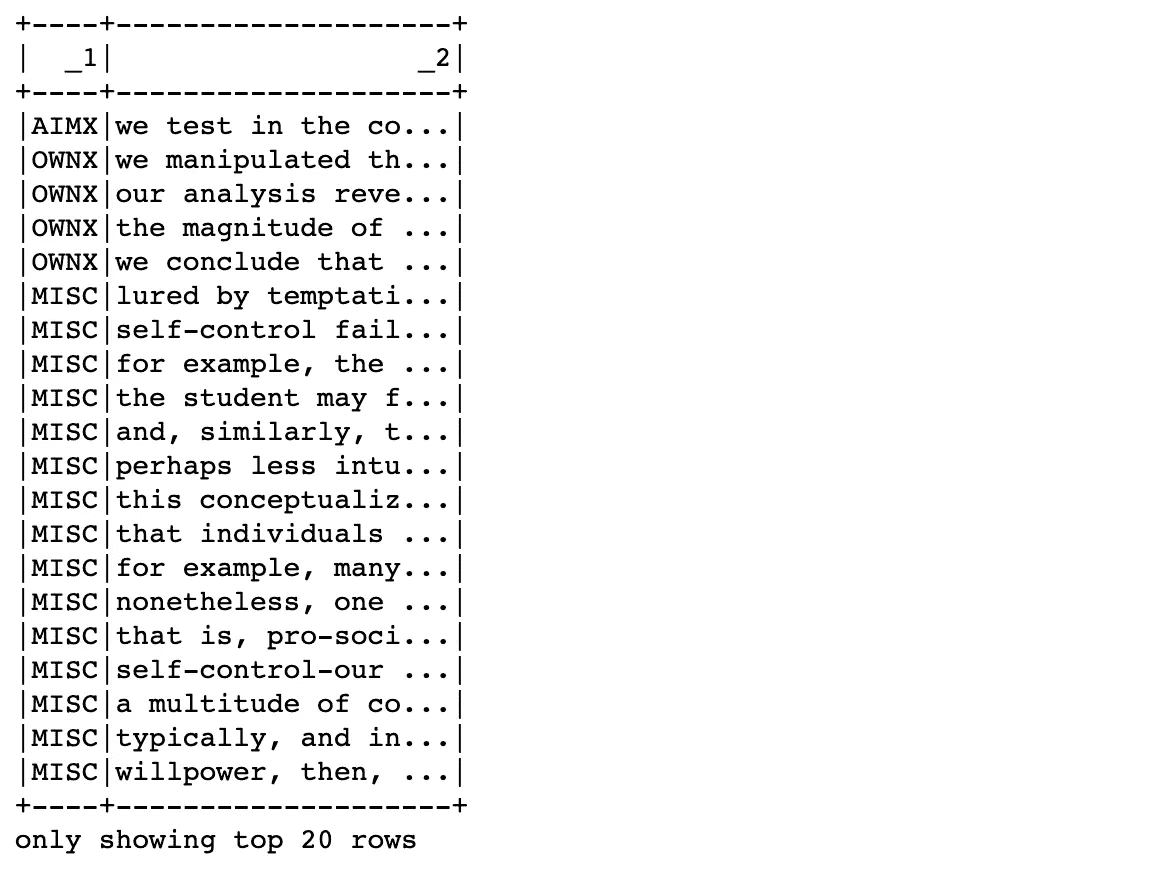 +----+--------------------+
|  _1|                  _2|
+----+--------------------+
|AIMX|we test in the co...|
|OWNX|we manipulated th...|
|OWNX|our analysis reve...|
|OWNX|the magnitude of ...|
|OWNX|we conclude that ...|
|MISC|lured by temptati...|
|MISC|self-control fail...|
|MISC|for example, the ...|
|MISC|the student may f...|
|MISC|and, similarly, t...|
|MISC|perhaps less intu...|
|MISC|this conceptualiz...|
|MISC|that individuals ...|
|MISC|for example, many...|
|MISC|nonetheless, one ...|
|MISC|that is, pro-soci...|
|MISC|self-control-our ...|
|MISC|a multitude of co...|
|MISC|typically, and in...|
|MISC|willpower, then, ...|
+----+--------------------+
only showing top 20 rows